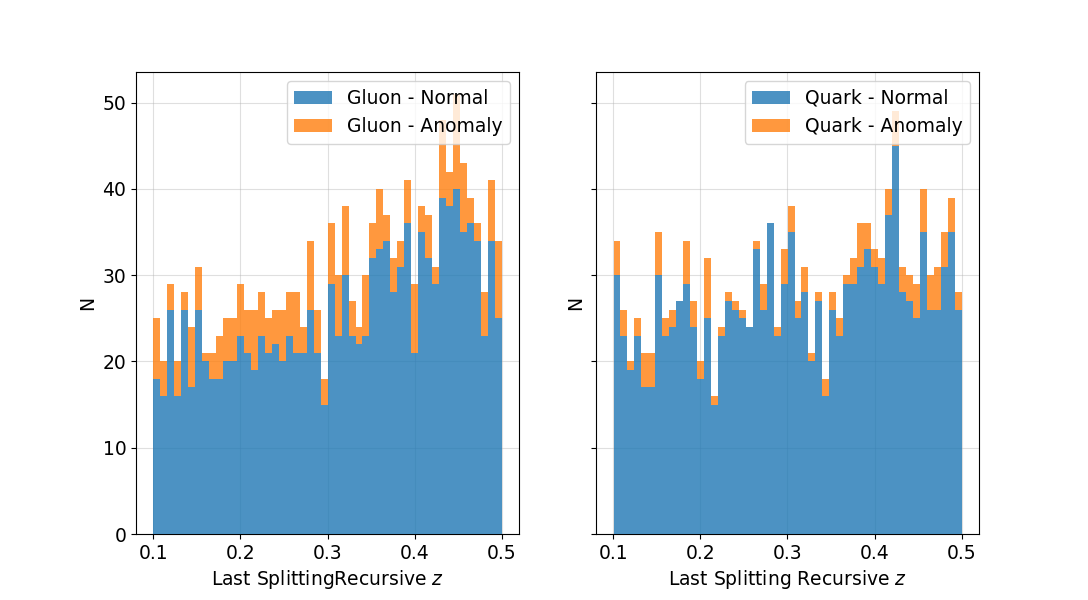 Gluon - Normal
Gluon - Anomaly
50
40
30
20
10
0
N
0.1 0.2 0.3 0.4 0.5
Last SplittingRecursive z
Quark - Normal
Quark - Anomaly
N
0.1 0.2 0.3 0.4 0.5
Last Splitting Recursive z